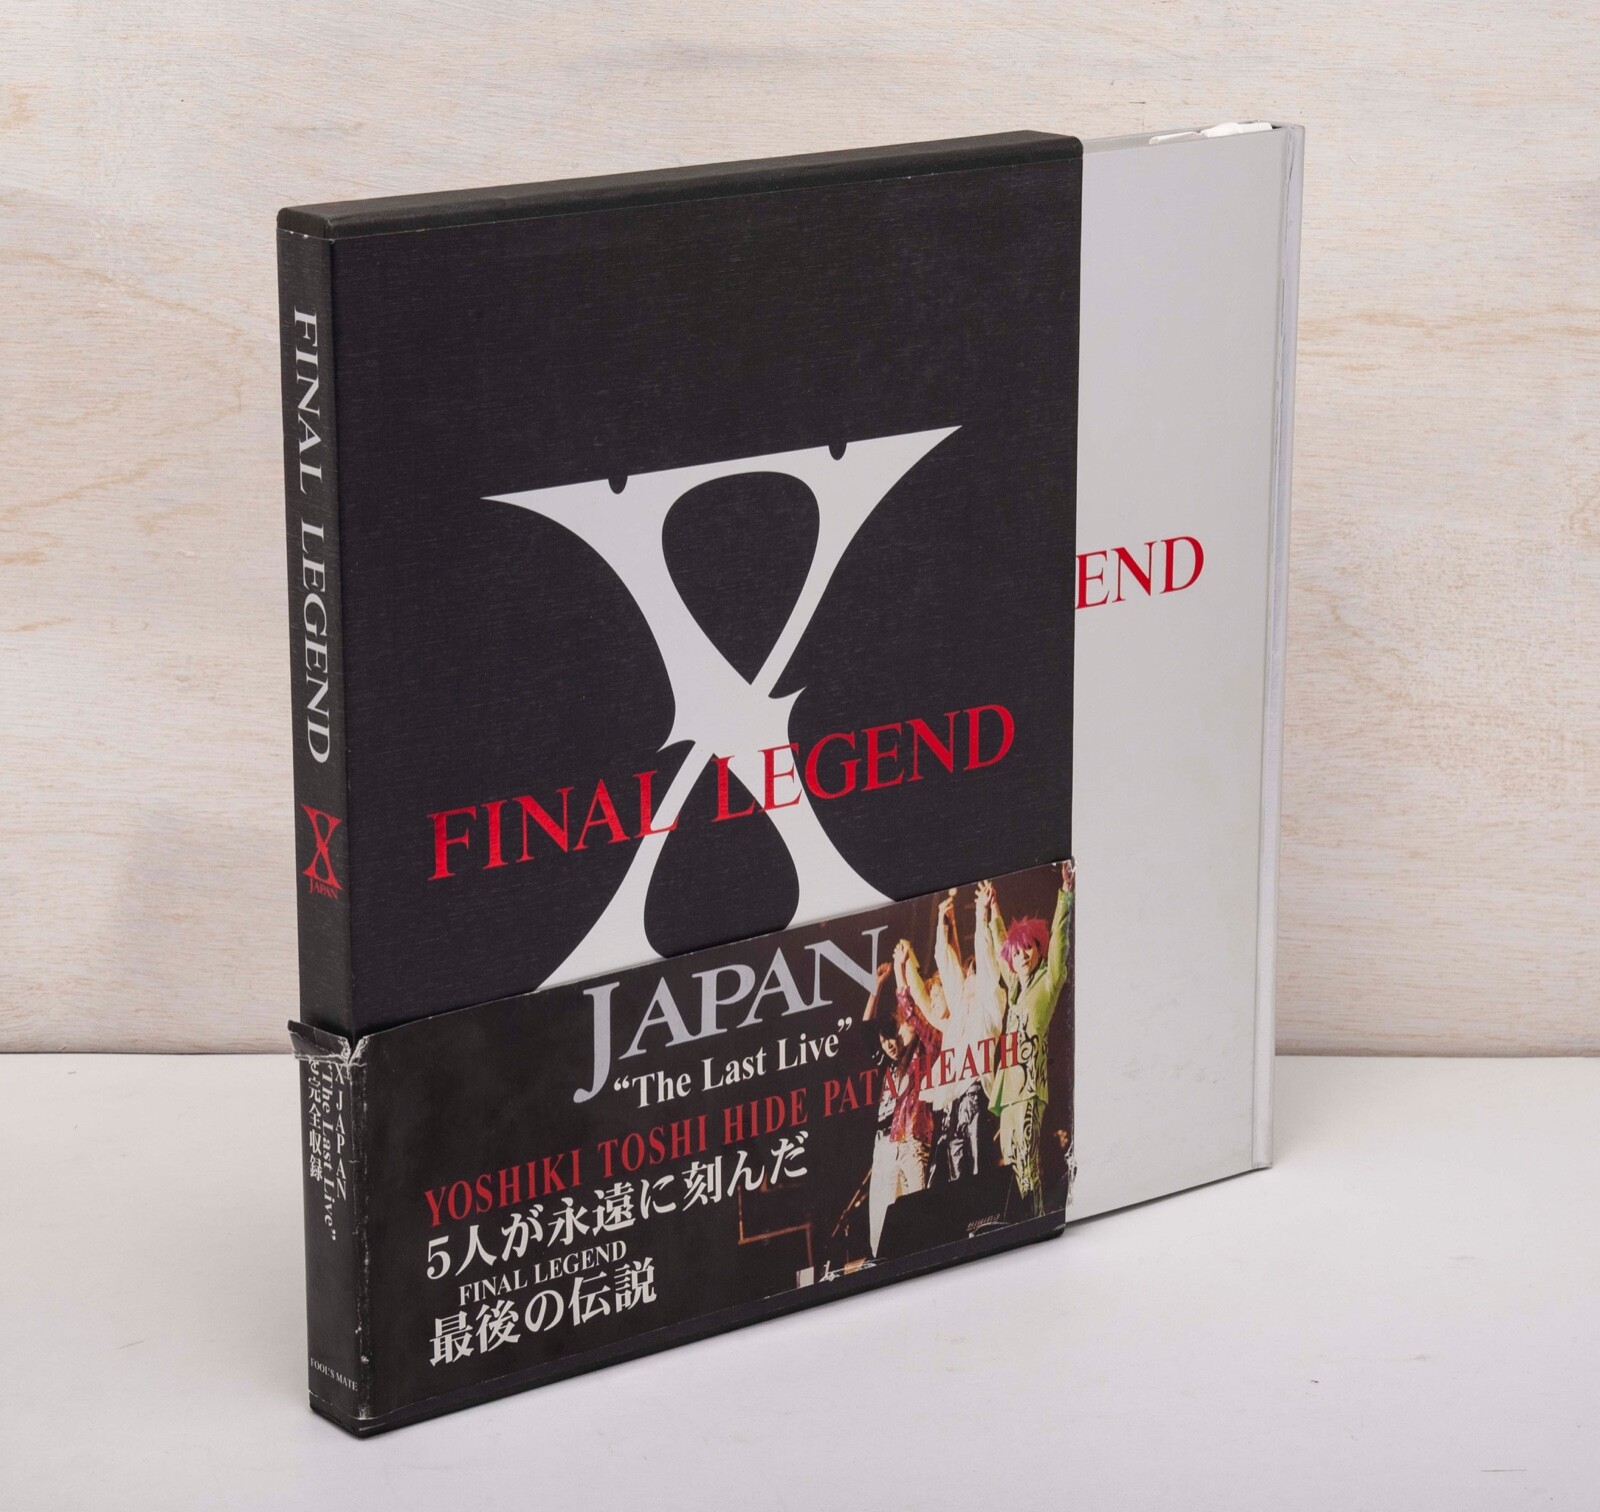 FINAL LEGEND
X
JAPAN
X JAPAN
"The Last Live"
を完全収録
FOOL'S MATE
X
FINAL LEGEND
JAPAN
“The Last Live”
YOSHIKI TOSHI HIDE PATA HEATH
5人が永遠に刻んだ
FINAL LEGEND
最後の伝説
END